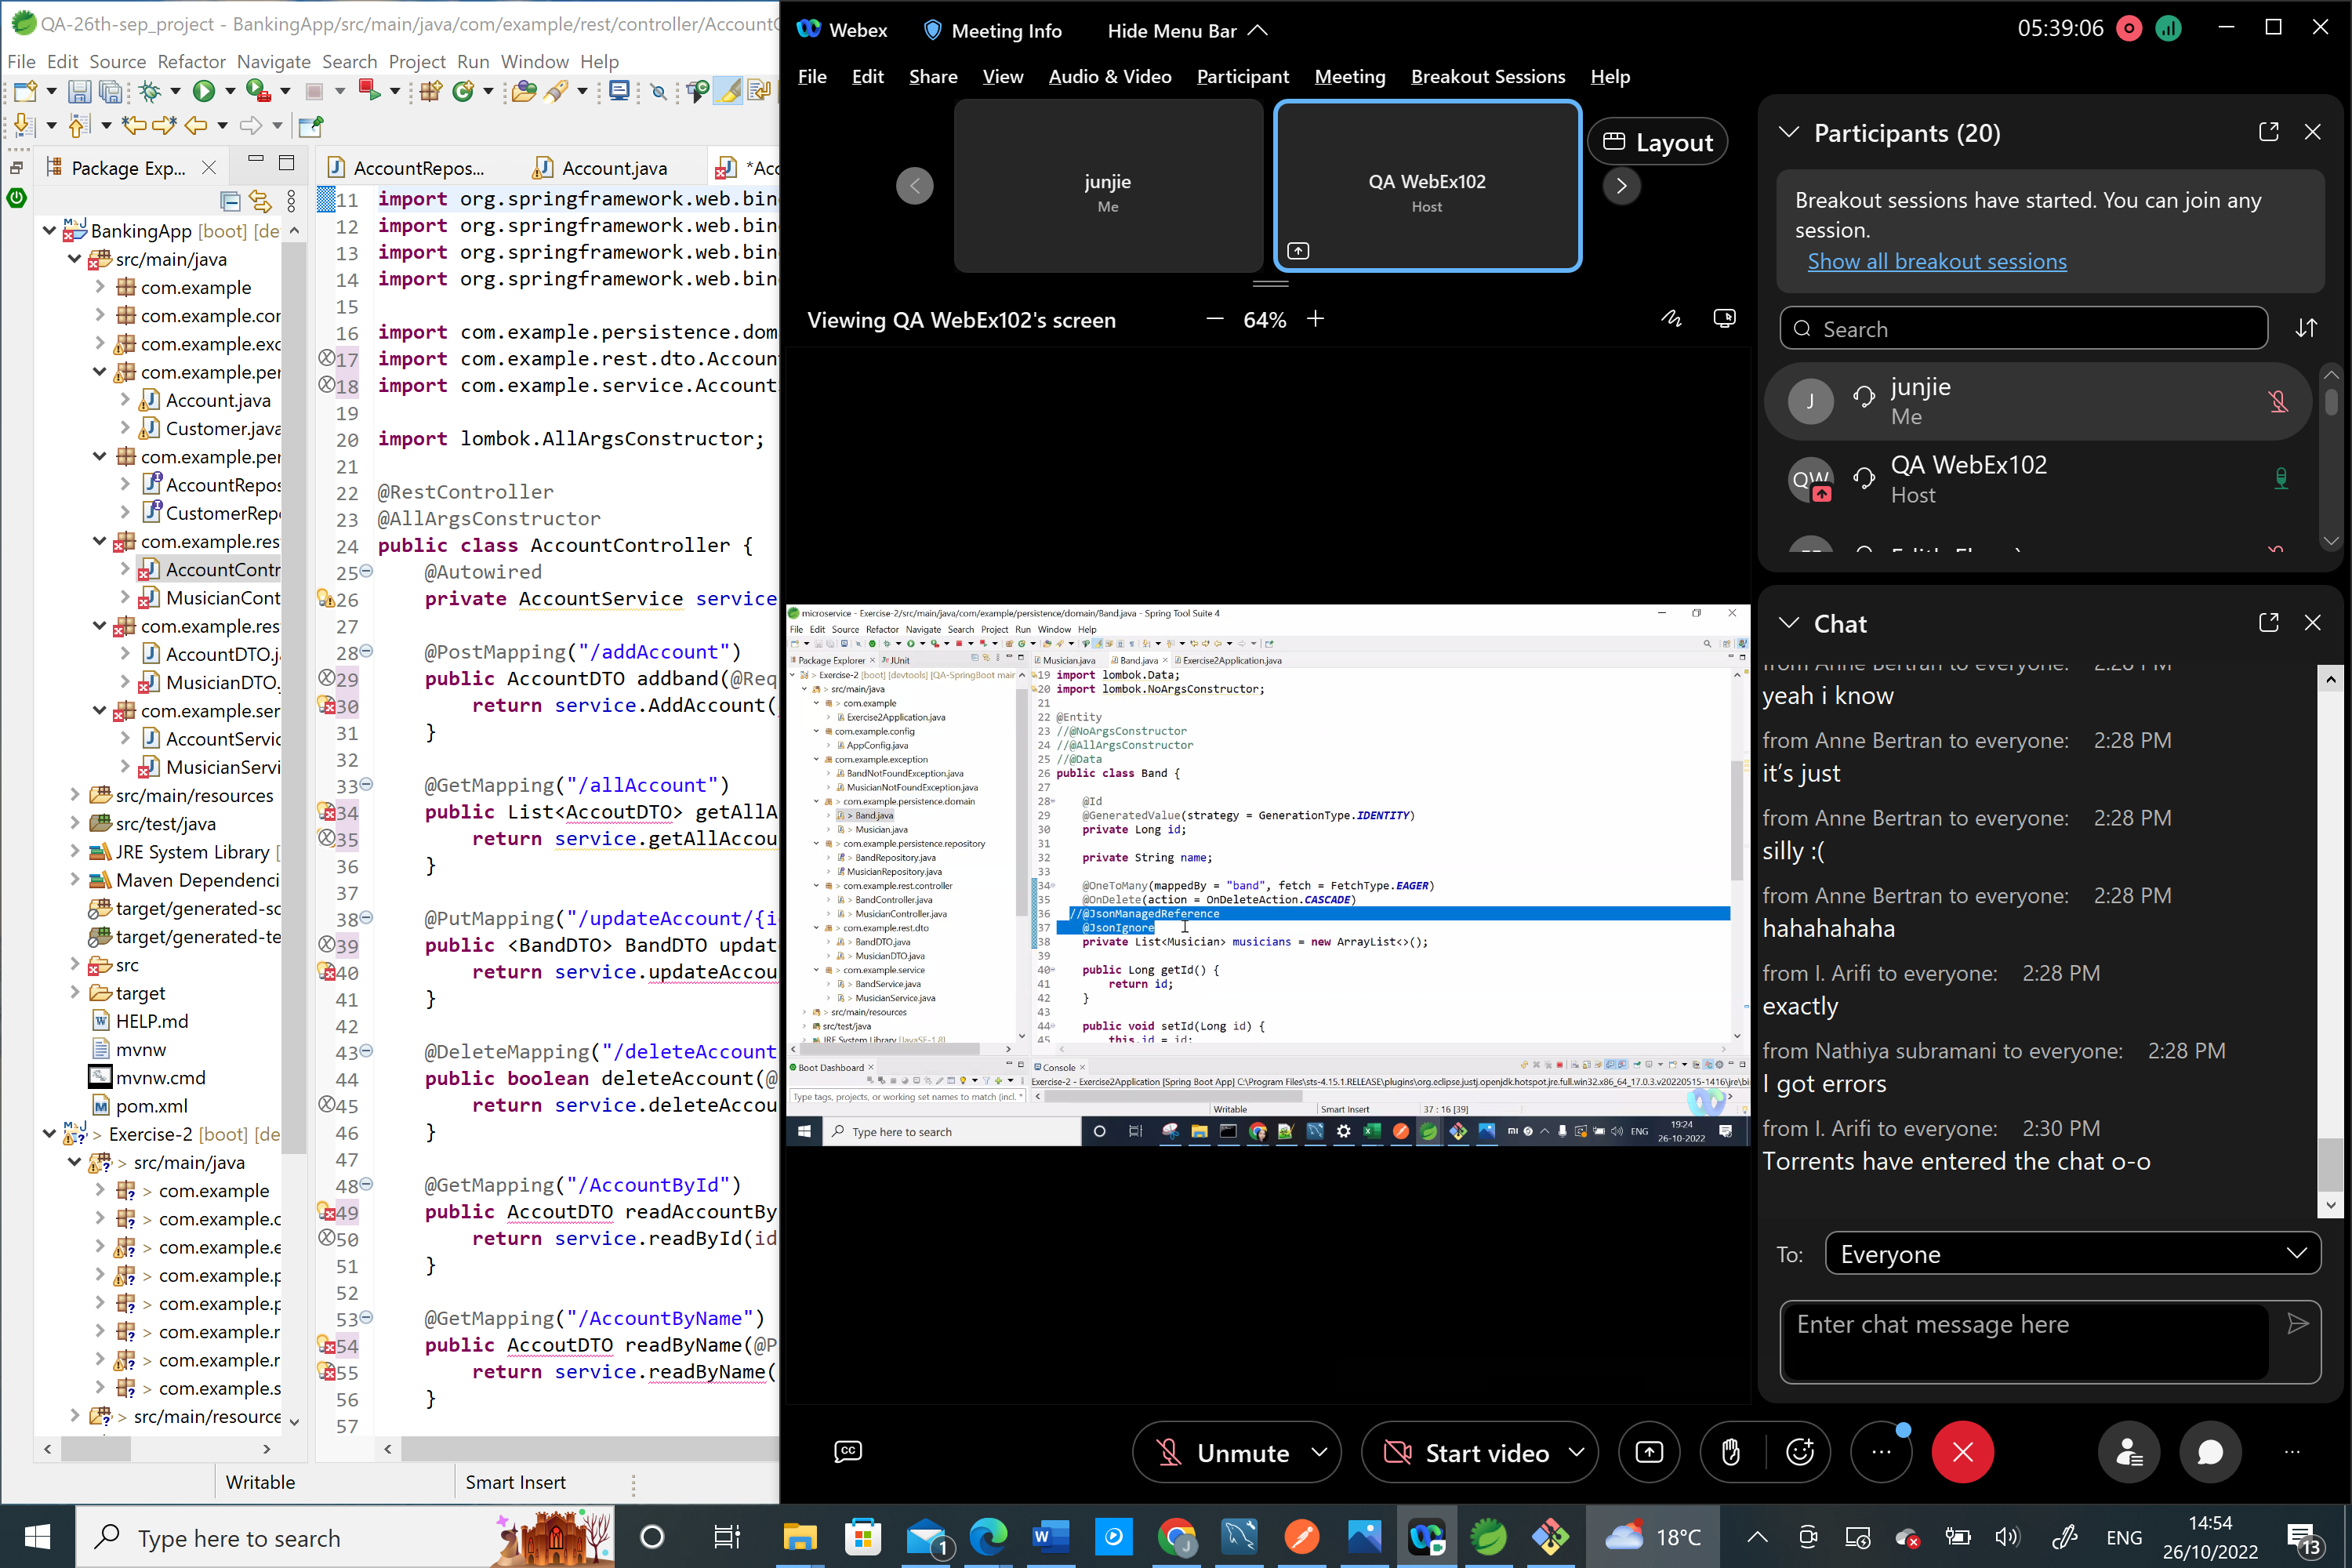 QA-26th-sep_project - BankingApp/src/main/java/com/example/rest/controller/Account
File Edit Source Refactor Navigate Search Project Run Window Help
Package Exp...
BankingApp [boot] [de
src/main/java
com.example
com.example.cor
com.example.exc
com.example.per
Account.java
Customer.java
com.example.per
AccountRepos
CustomerRep
com.example.res
AccountContr
MusicianCont
com.example.res
AccountDTO.j
MusicianDTO.
com.example.ser
AccountServic
MusicianServi
src/main/resources
src/test/java
JRE System Library [
Maven Dependenci
target/generated-sc
target/generated-te
src
target
HELP.md
mvnw
mvnw.cmd
pom.xml
> Exercise-2 [boot] [de
> src/main/java
> com.example
> com.example.c
> com.example.e
> com.example.p
> com.example.p
> com.example.r
> com.example.r
> com.example.s
> src/main/resource
AccountRepos...
Account.java
*Acc
11 import org.springframework.web.bin
12 import org.springframework.web.bin
13 import org.springframework.web.bin
14 import org.springframework.web.bin
15
16 import com.example.persistence.dom
17 import com.example.rest.dto.Accoun
18 import com.example.service.Account
19
20 import lombok.AllArgsConstructor;
21
22 @RestController
23 @AllArgsConstructor
24 public class AccountController {
25 @Autowired
26 private AccountService service
27
28 @PostMapping("/addAccount")
29 public AccountDTO addband(@Req
30 return service.AddAccount(
31 }
32
33 @GetMapping("/allAccount")
34 public List<AccoutDTO> getAllA
35 return service.getAllAccou
36 }
37
38 @PutMapping("/updateAccount/{i
39 public <BandDTO> BandDTO updat
40 return service.updateAccou
41 }
42
43 @DeleteMapping("/deleteAccount
44 public boolean deleteAccount(@
45 return service.deleteAccou
46 }
47
48 @GetMapping("/AccountById")
49 public AccoutDTO readAccountBy
50 return service.readById(id
51 }
52
53 @GetMapping("/AccountByName")
54 public AccoutDTO readByName(@P
55 return service.readByName(
56 }
57
Writable
Smart Insert
Webex
Meeting Info
Hide Menu Bar
05:39:06
File Edit Share View Audio & Video Participant Meeting Breakout Sessions Help
junjie
Me
QA WebEx102
Host
Layout
Viewing QA WebEx102's screen
64%
microservice - Exercise-2/src/main/java/com/example/persistence/domain/Band.java - Spring Tool Suite 4
File Edit Source Refactor Navigate Search Project Run Window Help
Package Explorer
JUnit
> Exercise-2 [boot] [devtools] [QA-SpringBoot main
> src/main/java
> com.example
> Exercise2Application.java
com.example.config
AppConfig.java
com.example.exception
BandNotFoundException.java
MusicianNotFoundException.java
> com.example.persistence.domain
> Band.java
> Musician.java
> com.example.persistence.repository
> BandRepository.java
MusicianRepository.java
> com.example.rest.controller
> BandController.java
> MusicianController.java
> com.example.rest.dto
> BandDTO.java
> MusicianDTO.java
> com.example.service
> BandService.java
> MusicianService.java
> src/main/resources
src/test/java
JRE System Library [JavaSE-1.8]
Musician.java
Band.java
Exercise2Application.java
19 import lombok.Data;
20 import lombok.NoArgsConstructor;
21
22 @Entity
23 //@NoArgsConstructor
24 //@AllArgsConstructor
25 //@Data
26 public class Band {
27
28 @Id
29 @GeneratedValue(strategy = GenerationType.IDENTITY)
30 private Long id;
31
32 private String name;
33
34 @OneToMany(mappedBy = "band", fetch = FetchType.EAGER)
35 @OnDelete(action = OnDeleteAction.CASCADE)
36 //@JsonManagedReference
37 @JsonIgnore
38 private List<Musician> musicians = new ArrayList<>();
39
40 public Long getId() {
41 return id;
42 }
43
44 public void setId(Long id) {
45 this.id = id;
Boot Dashboard
Type tags, projects, or working set names to match (incl. *
Console
Exercise-2 - Exercise2Application [Spring Boot App] C:\Program Files\sts-4.15.1.RELEASE\plugins\org.eclipse.justj.openjdk.hotspot.jre.full.win32.x86_64_17.0.3.v20220515-1416\jre\bi
Writable
Smart Insert
37 : 16 [39]
Type here to search
ENG
19:24
26-10-2022
Participants (20)
Breakout sessions have started. You can join any
session.
Show all breakout sessions
Search
J
junjie
Me
QW
QA WebEx102
Host
Chat
from Anne Bertran to everyone: 2:28 PM
yeah i know
from Anne Bertran to everyone: 2:28 PM
it's just
from Anne Bertran to everyone: 2:28 PM
silly :(
from Anne Bertran to everyone: 2:28 PM
hahahahaha
from I. Arifi to everyone: 2:28 PM
exactly
from Nathiya subramani to everyone: 2:28 PM
I got errors
from I. Arifi to everyone: 2:30 PM
Torrents have entered the chat o-o
To: Everyone
Enter chat message here
CC
Unmute
Start video
Type here to search
1
18°C
ENG
14:54
26/10/2022
13